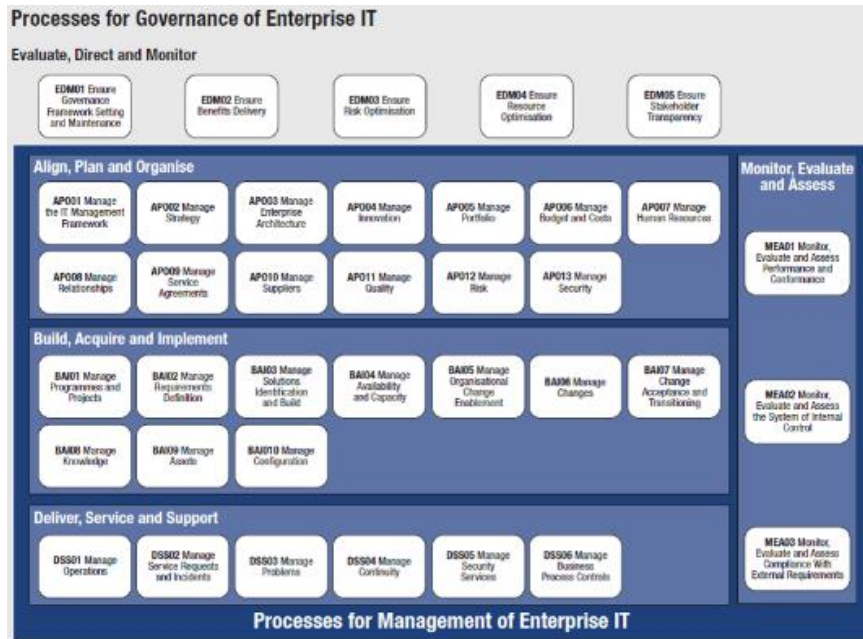 Processes for Governance of Enterprise IT
Evaluate, Direct and Monitor
EDM01 Ensure
Governance
Framework Setting
and Maintenance
EDM02 Ensure
Benefits Delivery
EDM03 Ensure
Risk Optimisation
EDM04 Ensure
Resource
Optimisation
EDM05 Ensure
Stakeholder
Transparency
Align, Plan and Organise
APO01 Manage
the IT Management
Framework
APO02 Manage
Strategy
APO03 Manage
Enterprise
Architecture
APO04 Manage
Innovation
APO05 Manage
Portfolio
APO06 Manage
Budget and Costs
APO07 Manage
Human Resources
APO08 Manage
Relationships
APO09 Manage
Service
Agreements
APO10 Manage
Suppliers
APO11 Manage
Quality
APO12 Manage
Risk
APO13 Manage
Security
Build, Acquire and Implement
BAI01 Manage
Programmes and
Projects
BAI02 Manage
Requirements
Definition
BAI03 Manage
Solutions
Identification
and Build
BAI04 Manage
Availability
and Capacity
BAI05 Manage
Organisational
Change
Enablement
BAI06 Manage
Changes
BAI07 Manage
Change
Acceptance and
Transitioning
BAI08 Manage
Knowledge
BAI09 Manage
Assets
BAI010 Manage
Configuration
Deliver, Service and Support
DSS01 Manage
Operations
DSS02 Manage
Service Requests
and Incidents
DSS03 Manage
Problems
DSS04 Manage
Continuity
DSS05 Manage
Security
Services
DSS06 Manage
Business
Process Controls
Monitor, Evaluate
and Assess
MEA01 Monitor,
Evaluate and Assess
Performance and
Conformance
MEA02 Monitor,
Evaluate and Assess
the System of Internal
Control
MEA03 Monitor,
Evaluate and Assess
Compliance With
External Requirements
Processes for Management of Enterprise IT